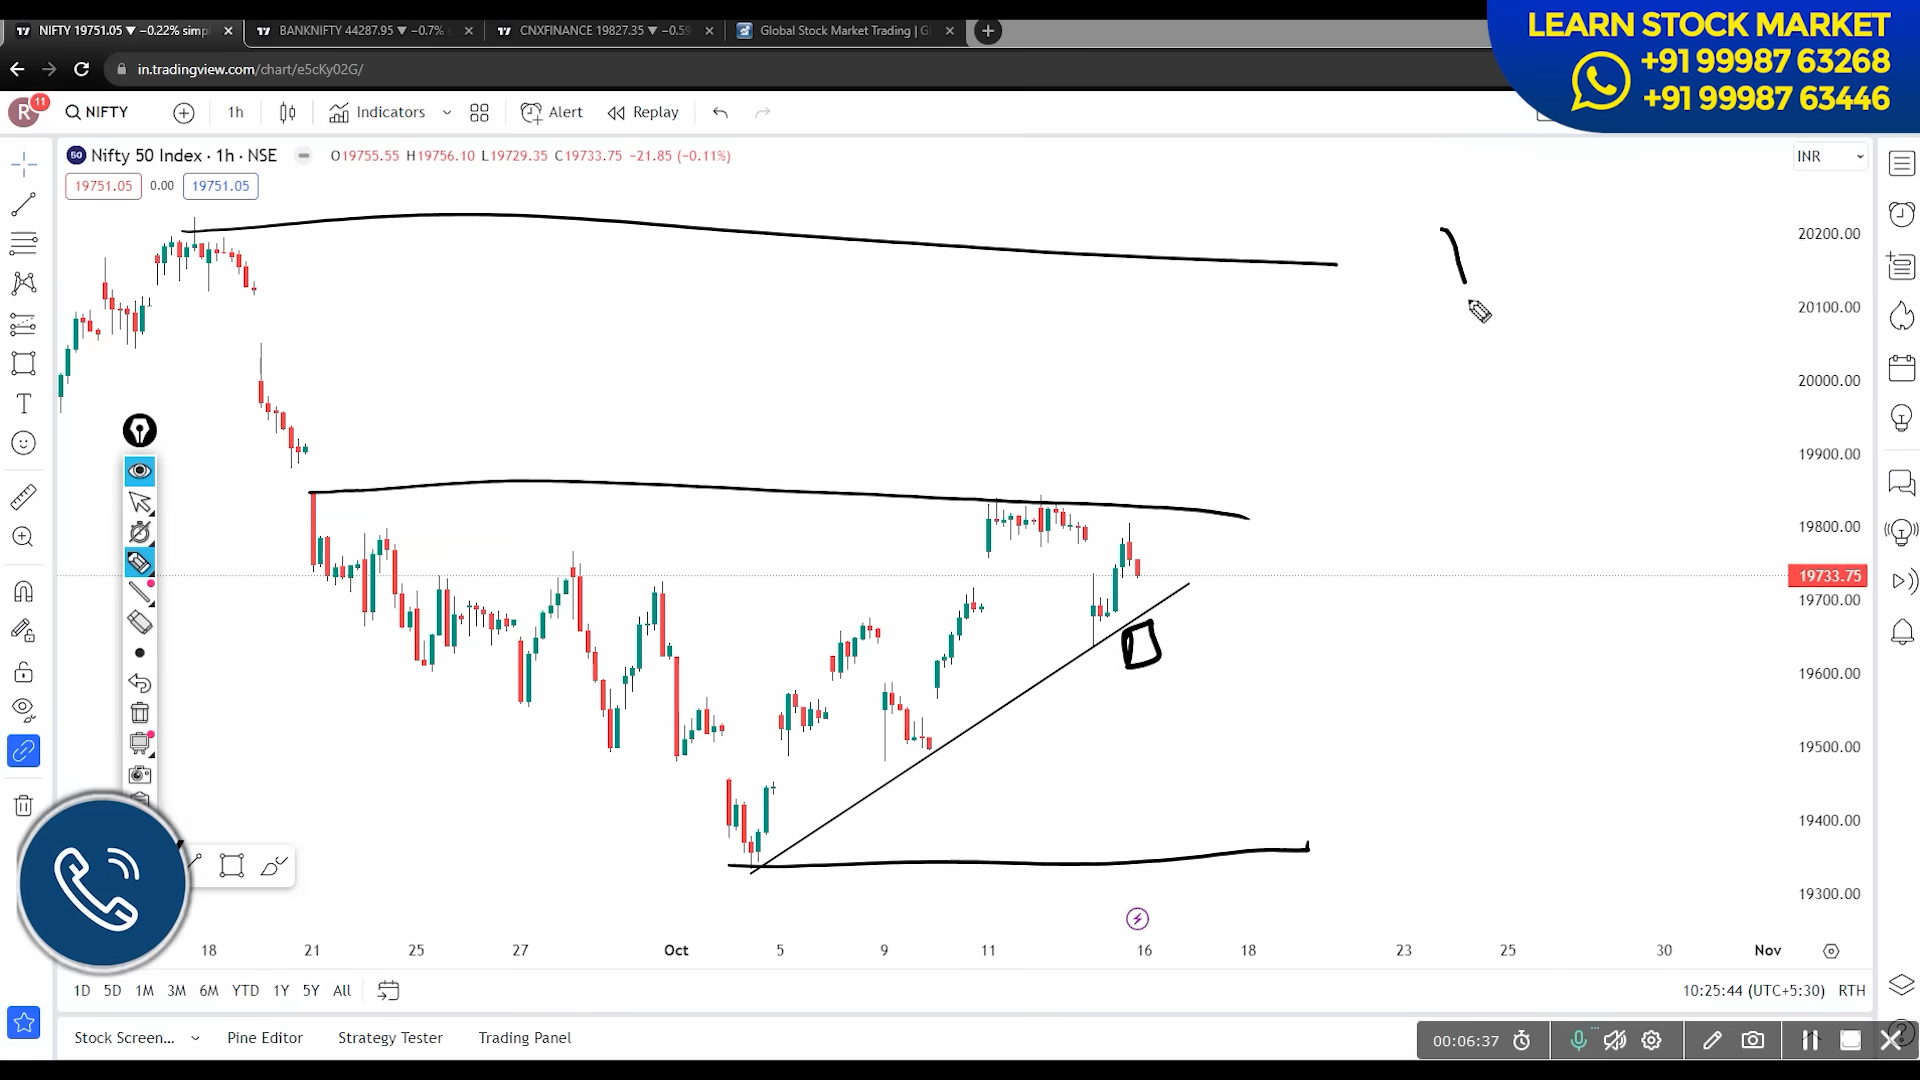 NIFTY 19751.05 ▼ −0.22% simpl
BANKNIFTY 44287.95 ▼ −0.7%
CNXFINANCE 19827.35 ▼ −0.59
Global Stock Market Trading | Gl
LEARN STOCK MARKET
+91 99987 63268
+91 99987 63446
in.tradingview.com/chart/e5cKy02G/
R 11
NIFTY
1h
Indicators
Alert
Replay
50 Nifty 50 Index · 1h · NSE
O19755.55 H19756.10 L19729.35 C19733.75 −21.85 (−0.11%)
INR
19751.05 0.00 19751.05
20200.00
20100.00
20000.00
19900.00
19800.00
19733.75
19700.00
19600.00
19500.00
19400.00
19300.00
18 21 25 27 Oct 5 9 11 16 18 23 25 30 Nov
1D 5D 1M 3M 6M YTD 1Y 5Y All
10:25:44 (UTC+5:30) RTH
Stock Screen... Pine Editor Strategy Tester Trading Panel
00:06:37